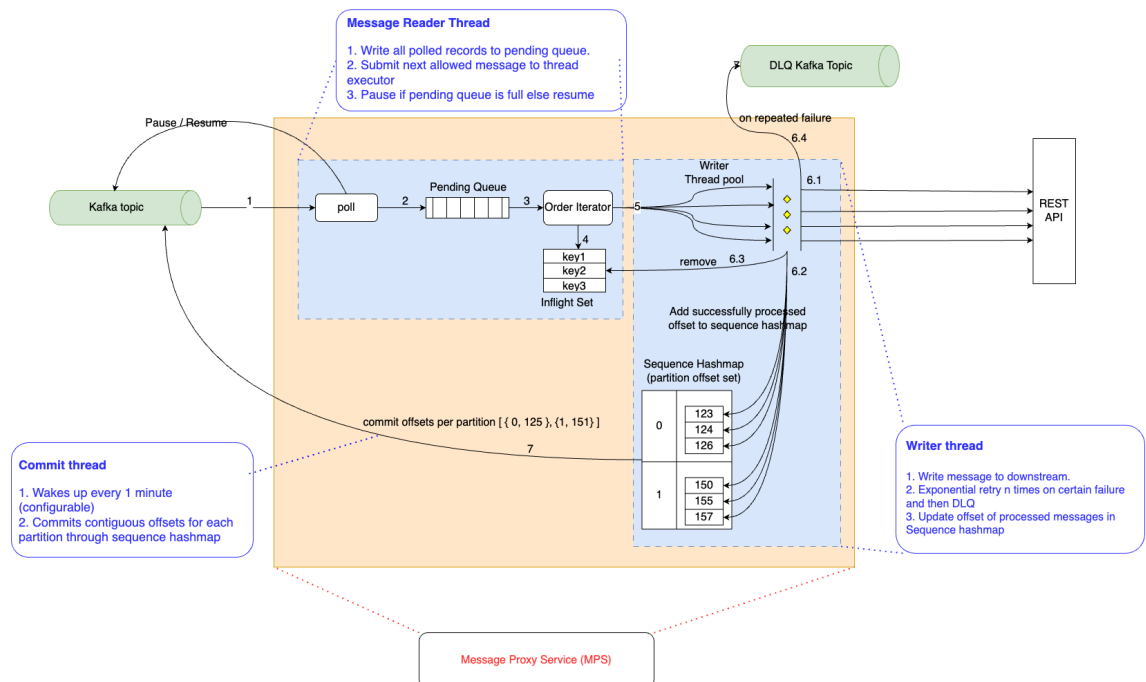 Message Reader Thread
1. Write all polled records to pending queue.
2. Submit next allowed message to thread
executor
3. Pause if pending queue is full else resume
DLQ Kafka Topic
on repeated failure
6.4
Pause / Resume
Kafka topic
1
poll
2
Pending Queue
3
Order Iterator
4
key1
key2
key3
Inflight Set
5
Writer
Thread pool
6.1
REST
API
remove
6.3
6.2
Add successfully processed
offset to sequence hashmap
Sequence Hashmap
(partition offset set)
0
123
124
126
1
150
155
157
commit offsets per partition [ { 0, 125 }, {1, 151} ]
7
Commit thread
1. Wakes up every 1 minute
(configurable)
2. Commits contiguous offsets for each
partition through sequence hashmap
Writer thread
1. Write message to downstream.
2. Exponential retry n times on certain failure
and then DLQ
3. Update offset of processed messages in
Sequence hashmap
Message Proxy Service (MPS)